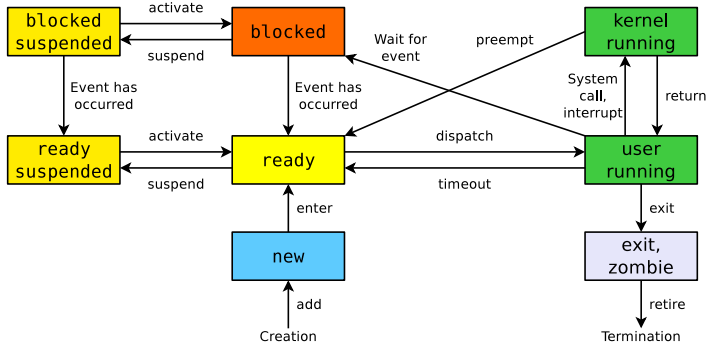 blocked
suspended
activate
suspend
blocked
Wait for
event
preempt
kernel
running
Event has
occurred
Event has
occurred
System
call,
interrupt
return
ready
suspended
activate
suspend
ready
dispatch
timeout
user
running
enter
exit
new
exit,
zombie
add
retire
Creation
Termination